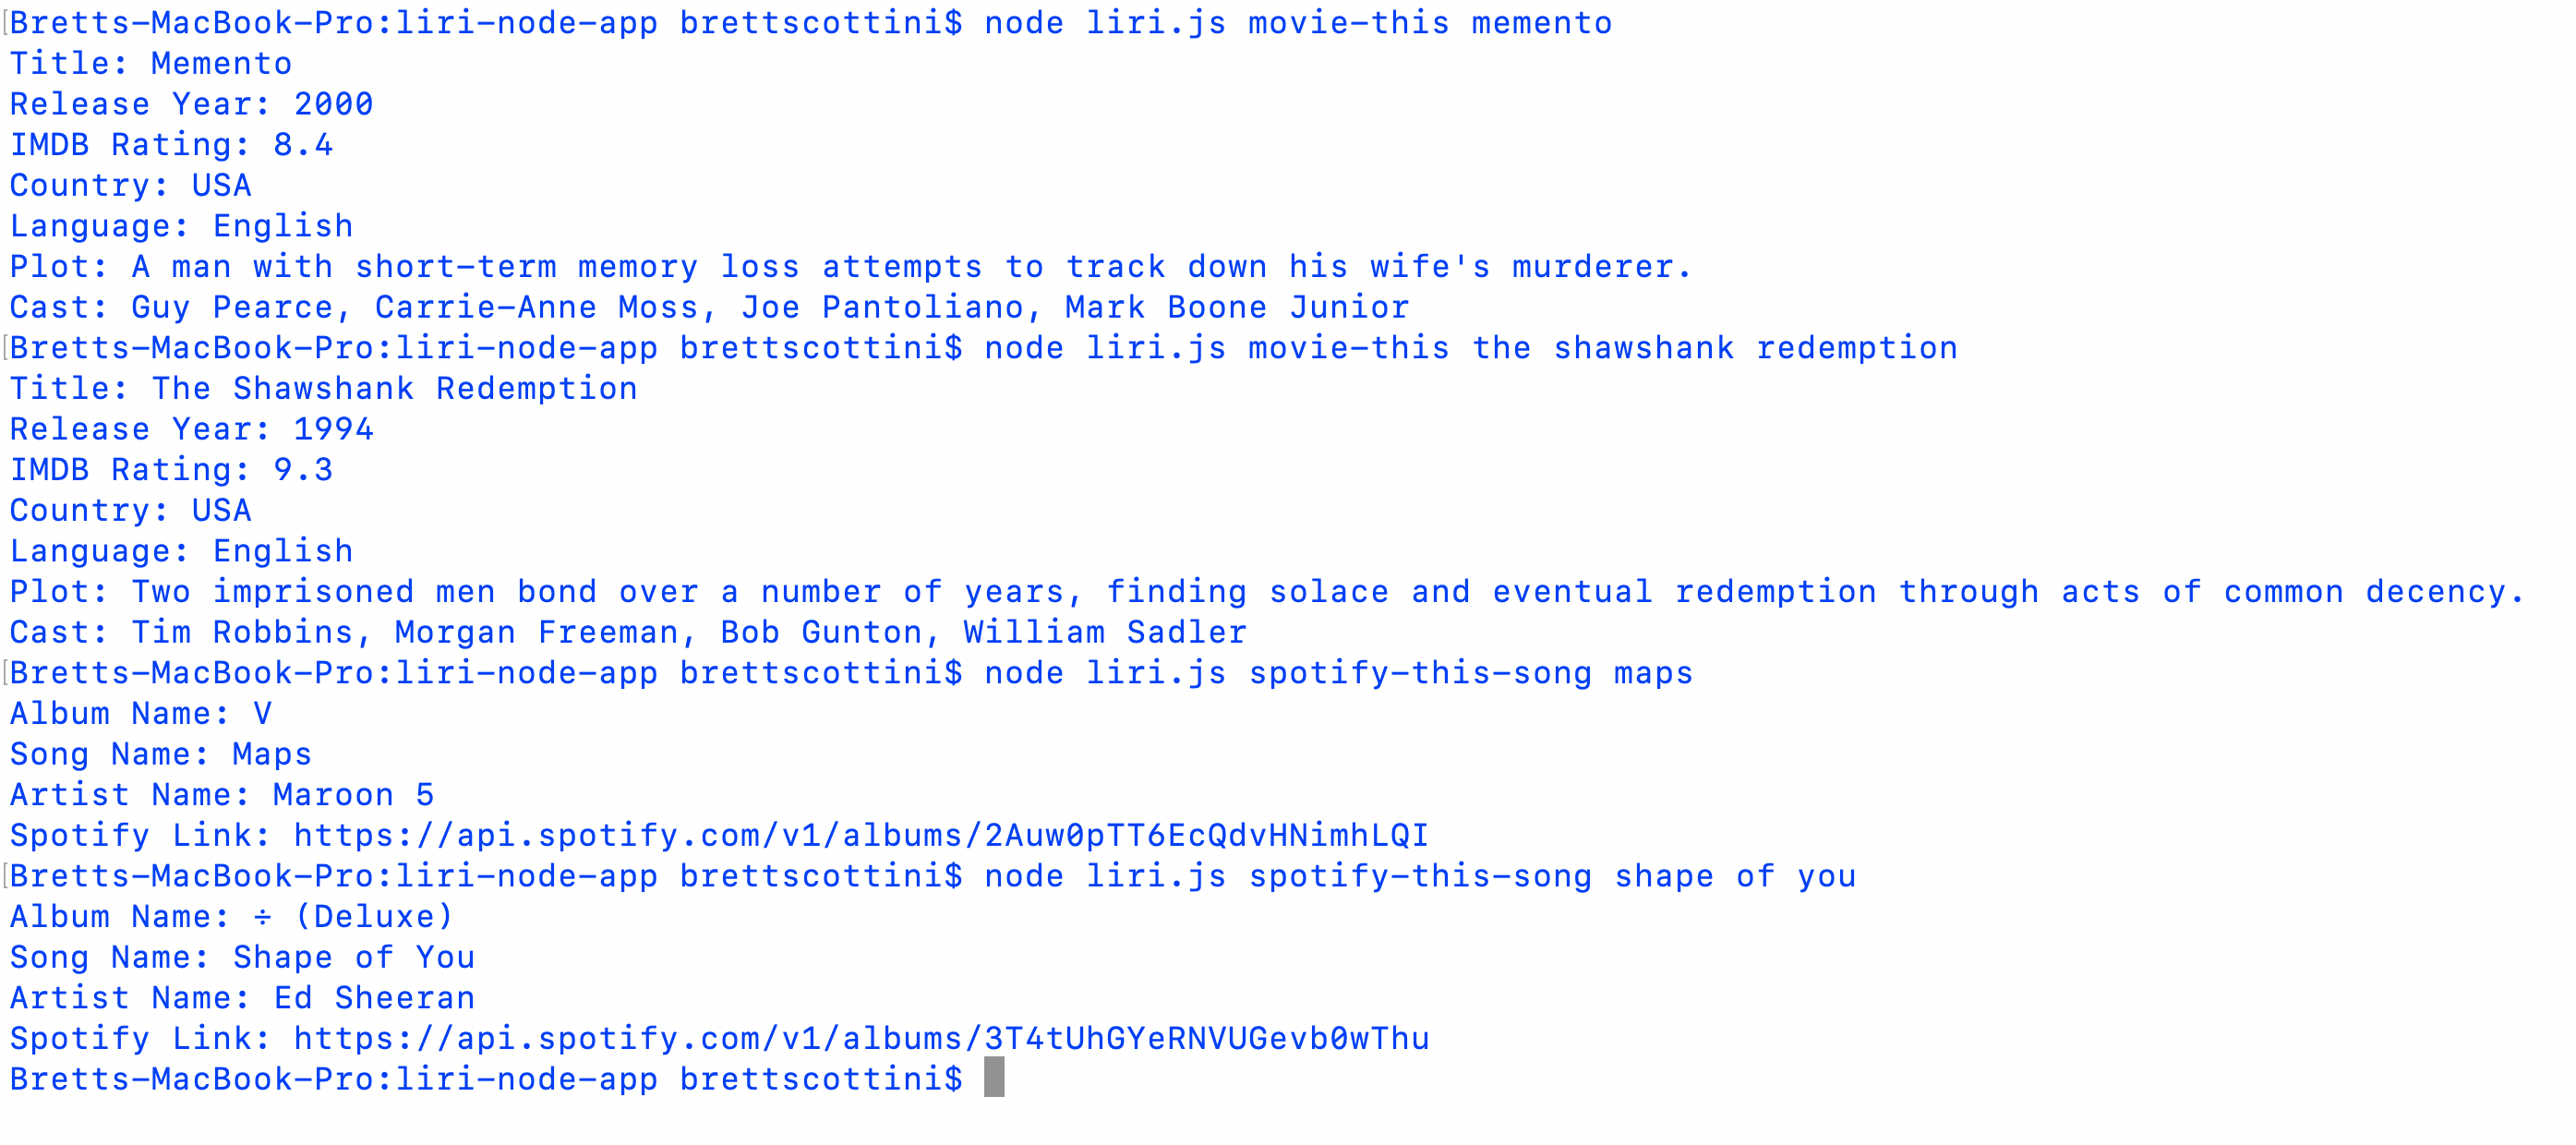 Bretts-MacBook-Pro:liri-node-app brettscottini$ node liri.js movie-this memento
Title: Memento
Release Year: 2000
IMDB Rating: 8.4
Country: USA
Language: English
Plot: A man with short-term memory loss attempts to track down his wife's murderer.
Cast: Guy Pearce, Carrie-Anne Moss, Joe Pantoliano, Mark Boone Junior
Bretts-MacBook-Pro:liri-node-app brettscottini$ node liri.js movie-this the shawshank redemption
Title: The Shawshank Redemption
Release Year: 1994
IMDB Rating: 9.3
Country: USA
Language: English
Plot: Two imprisoned men bond over a number of years, finding solace and eventual redemption through acts of common decency.
Cast: Tim Robbins, Morgan Freeman, Bob Gunton, William Sadler
Bretts-MacBook-Pro:liri-node-app brettscottini$ node liri.js spotify-this-song maps
Album Name: V
Song Name: Maps
Artist Name: Maroon 5
Spotify Link: https://api.spotify.com/v1/albums/2Auw0pTT6EcQdvHNimhLQI
Bretts-MacBook-Pro:liri-node-app brettscottini$ node liri.js spotify-this-song shape of you
Album Name: ÷ (Deluxe)
Song Name: Shape of You
Artist Name: Ed Sheeran
Spotify Link: https://api.spotify.com/v1/albums/3T4tUhGYeRNVUGevb0wThu
Bretts-MacBook-Pro:liri-node-app brettscottini$